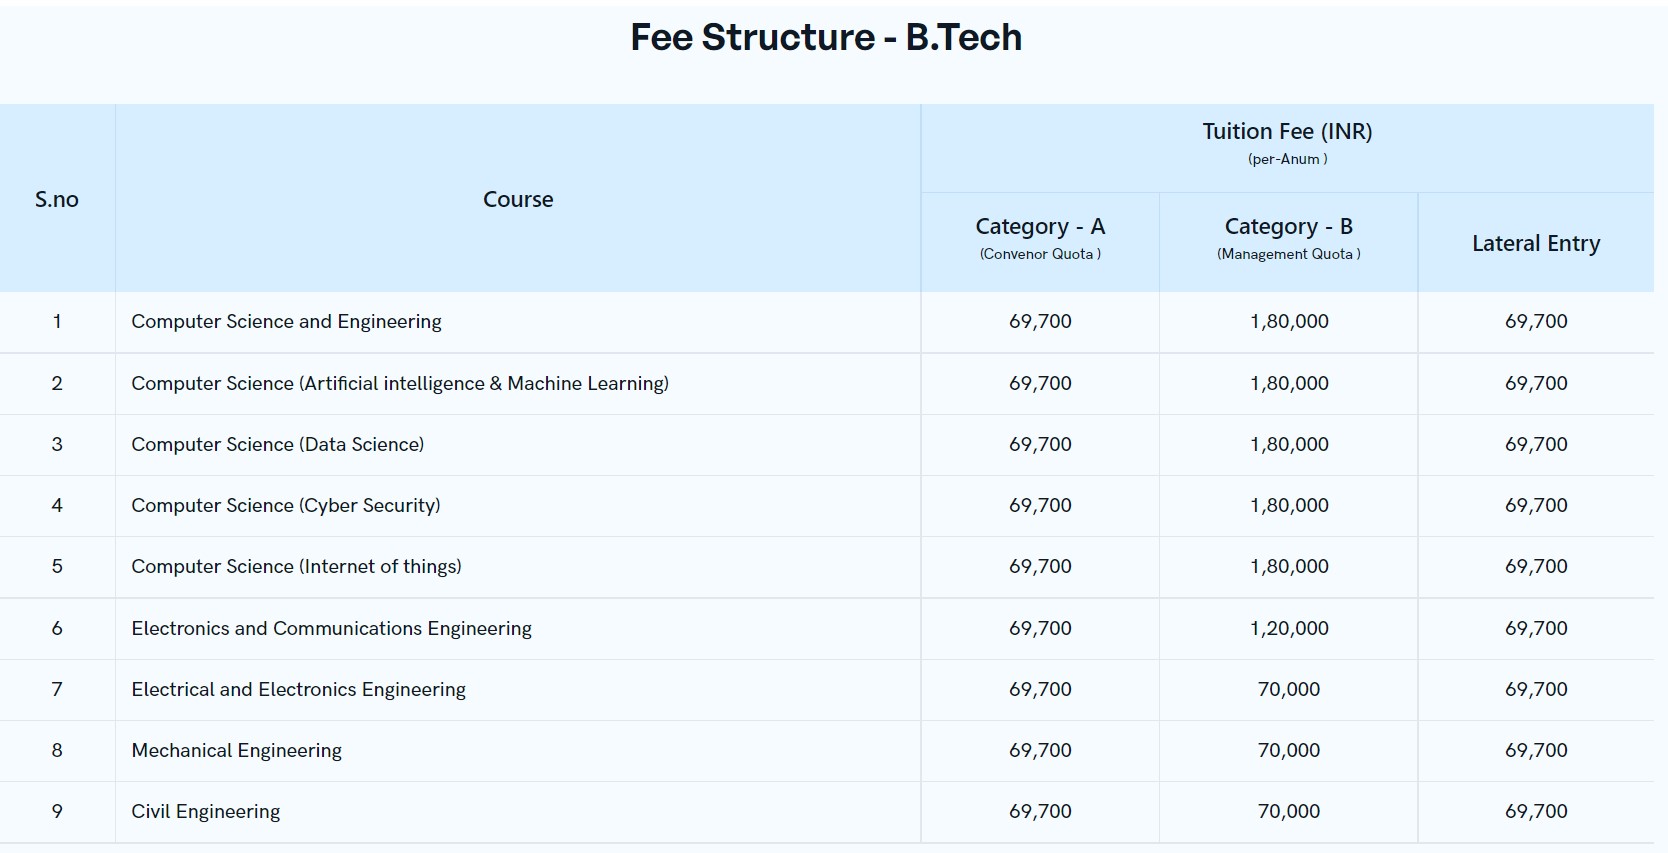 Fee Structure - B.Tech
S.no Course Tuition Fee (INR)
(per-Anum )
Category - A Category - B Lateral Entry
(Convenor Quota ) (Management Quota )
1 Computer Science and Engineering 69,700 1,80,000 69,700
2 Computer Science (Artificial intelligence & Machine Learning) 69,700 1,80,000 69,700
3 Computer Science (Data Science) 69,700 1,80,000 69,700
4 Computer Science (Cyber Security) 69,700 1,80,000 69,700
5 Computer Science (Internet of things) 69,700 1,80,000 69,700
6 Electronics and Communications Engineering 69,700 1,20,000 69,700
7 Electrical and Electronics Engineering 69,700 70,000 69,700
8 Mechanical Engineering 69,700 70,000 69,700
9 Civil Engineering 69,700 70,000 69,700